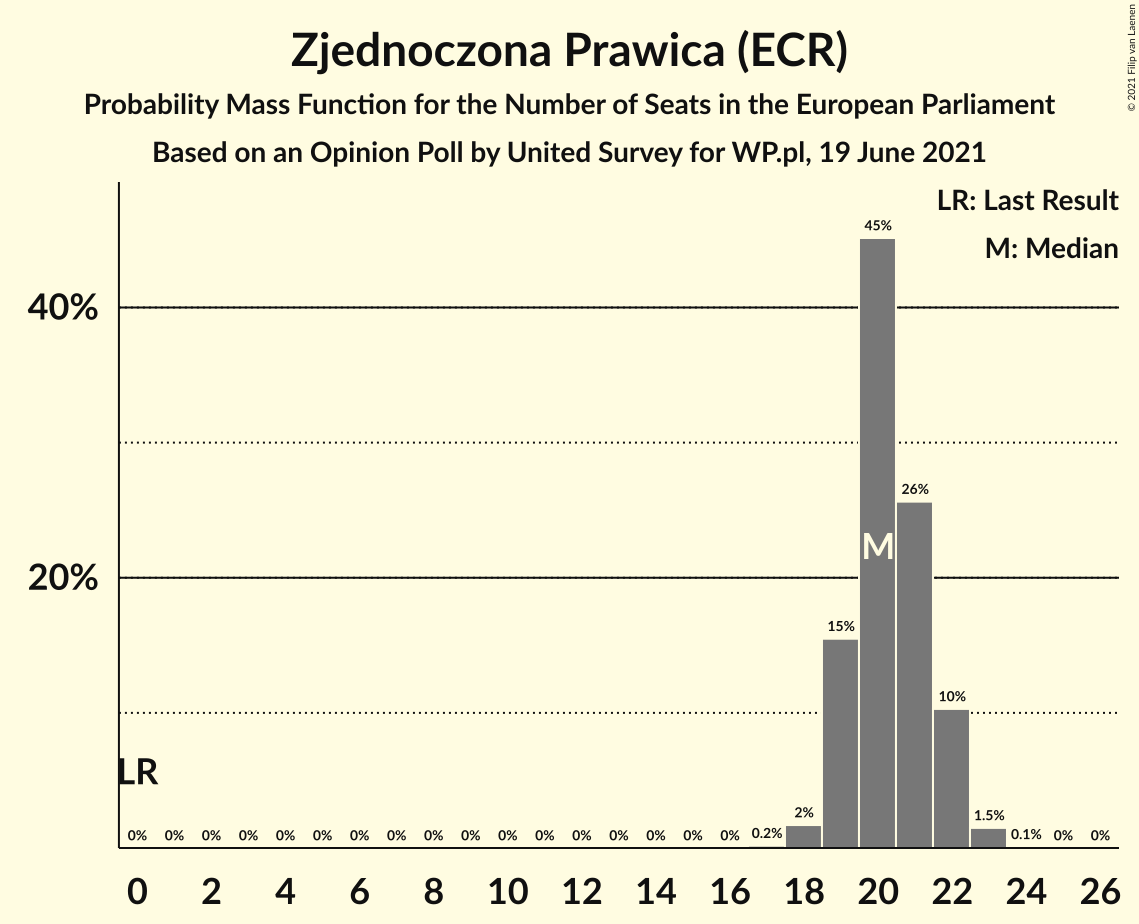 Zjednoczona Prawica (ECR)
Probability Mass Function for the Number of Seats in the European Parliament
Based on an Opinion Poll by United Survey for WP.pl, 19 June 2021
© 2021 Filip van Laenen
LR: Last Result
M: Median
45%
40%
26%
M
20%
15%
10%
LR
2%
1.5%
0% 0% 0% 0% 0% 0% 0% 0% 0% 0% 0% 0% 0% 0% 0% 0% 0% 0.2% 0.1% 0% 0%
0 2 4 6 8 10 12 14 16 18 20 22 24 26